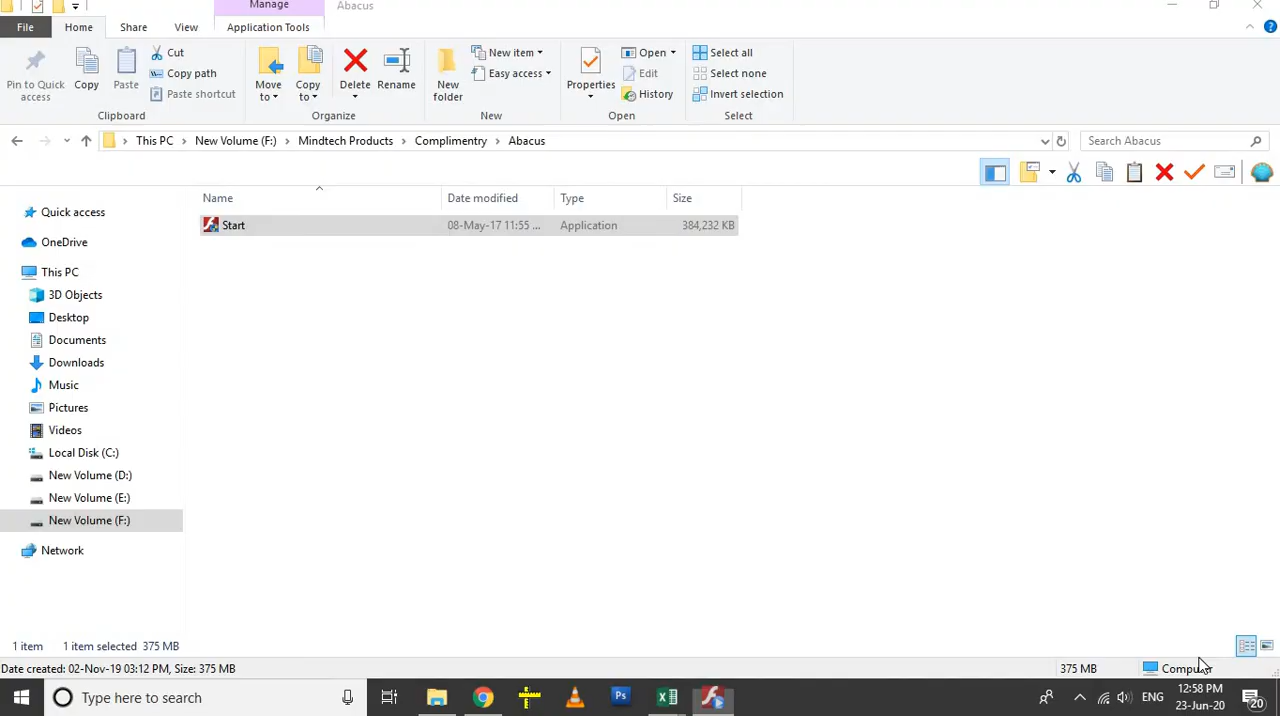 Manage Abacus
File Home Share View Application Tools
Pin to Quick access
Copy
Paste
Cut
Copy path
Paste shortcut
Clipboard
Move to
Copy to
Delete
Rename
Organize
New folder
New item
Easy access
New
Properties
Open
Edit
History
Open
Select all
Select none
Invert selection
Select
This PC > New Volume (F:) > Mindtech Products > Complimentry > Abacus
Search Abacus
Name Date modified Type Size
Start 08-May-17 11:55 ... Application 384,232 KB
Quick access
OneDrive
This PC
3D Objects
Desktop
Documents
Downloads
Music
Pictures
Videos
Local Disk (C:)
New Volume (D:)
New Volume (E:)
New Volume (F:)
Network
1 item 1 item selected 375 MB
Date created: 02-Nov-19 03:12 PM, Size: 375 MB 375 MB
Type here to search Ps ENG 12:58 PM
23-Jun-20 20